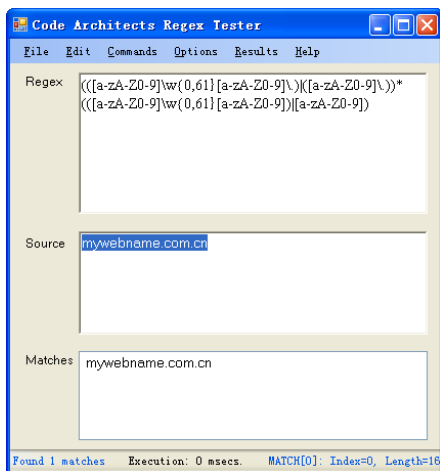 Code Architects Regex Tester
File Edit Commands Options Results Help
Regex
(([a-zA-Z0-9]\w{0,61}[a-zA-Z0-9]\.)|([a-zA-Z0-9]\.))*
(([a-zA-Z0-9]\w{0,61}[a-zA-Z0-9])|[a-zA-Z0-9])
Source
mywebname.com.cn
Matches
mywebname.com.cn
Found 1 matches Execution: 0 msecs. MATCH[0]: Index=0, Length=16